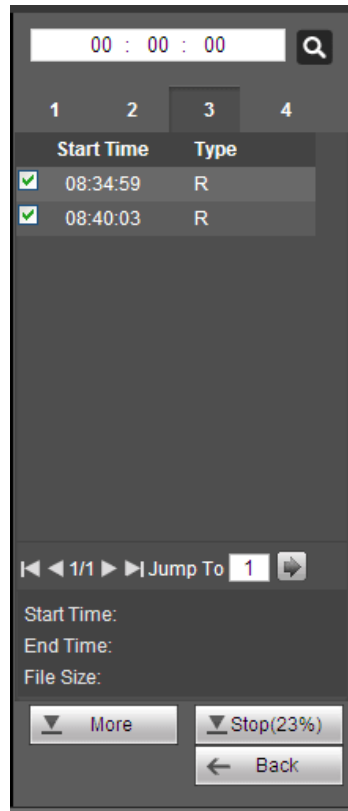 00 : 00 : 00
1 2 3 4
Start Time Type
08:34:59 R
08:40:03 R
1/1 Jump To 1
Start Time:
End Time:
File Size:
More Stop(23%)
Back